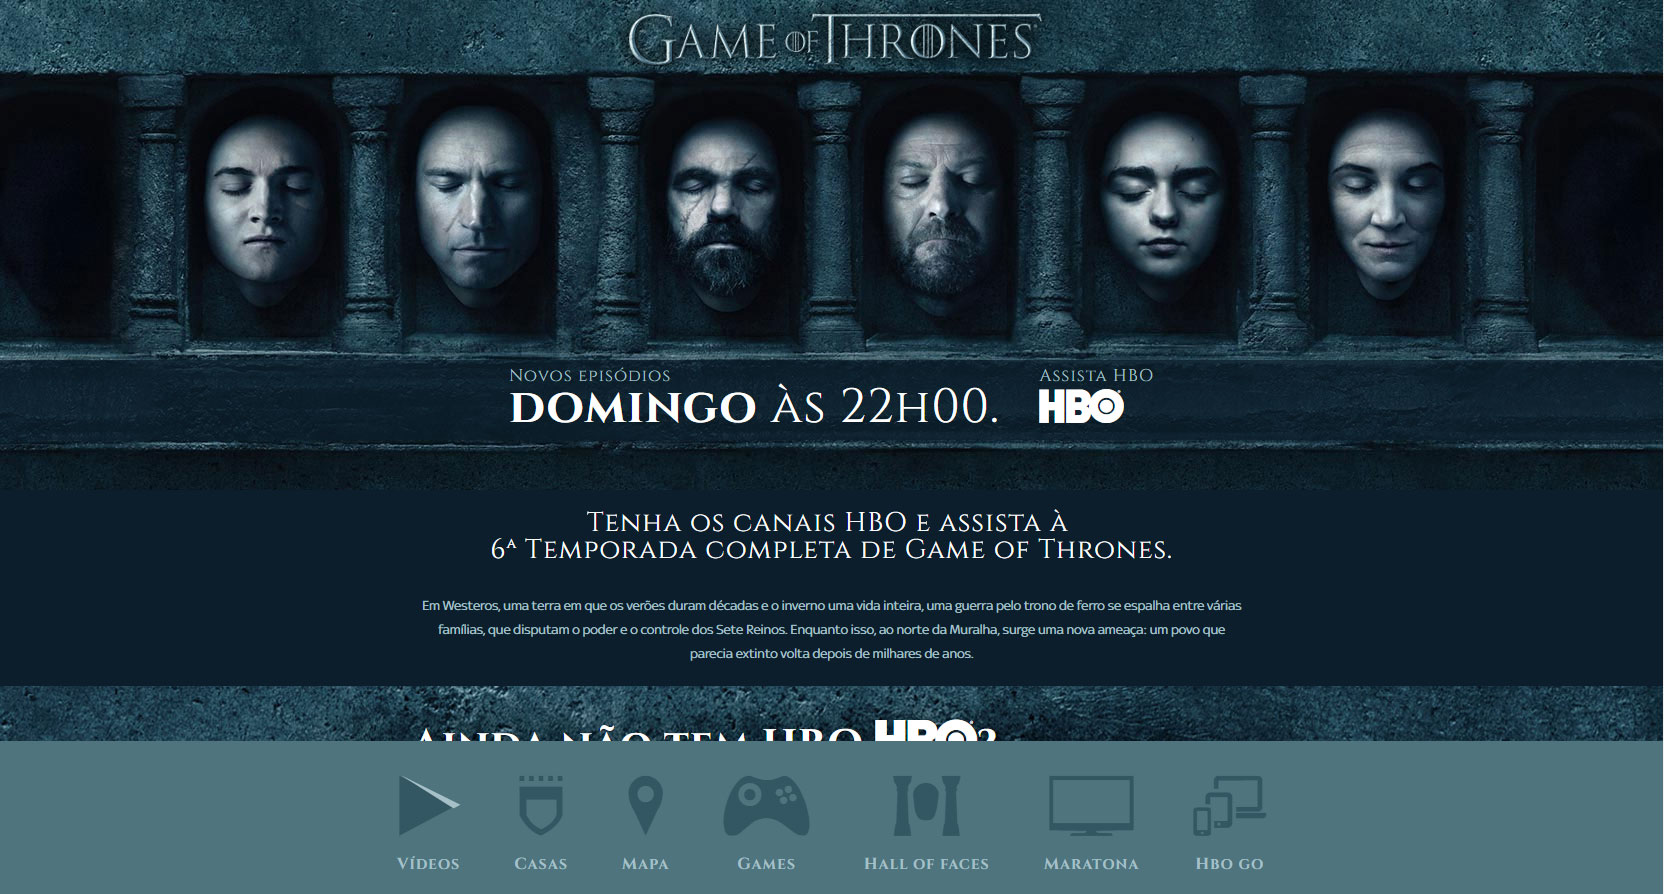 GAME OF THRONES
NOVOS EPISÓDIOS
DOMINGO ÀS 22H00.
ASSISTA HBO
HBO
TENHA OS CANAIS HBO E ASSISTA À
6ª TEMPORADA COMPLETA DE GAME OF THRONES.
Em Westeros, uma terra em que os verões duram décadas e o inverno uma vida inteira, uma guerra pelo trono de ferro se espalha entre várias
famílias, que disputam o poder e o controle dos Sete Reinos. Enquanto isso, ao norte da Muralha, surge uma nova ameaça: um povo que
parecia extinto volta depois de milhares de anos.
AINDA NÃO TEM HBO HBO?
VÍDEOS
CASAS
MAPA
GAMES
HALL OF FACES
MARATONA
HBO GO